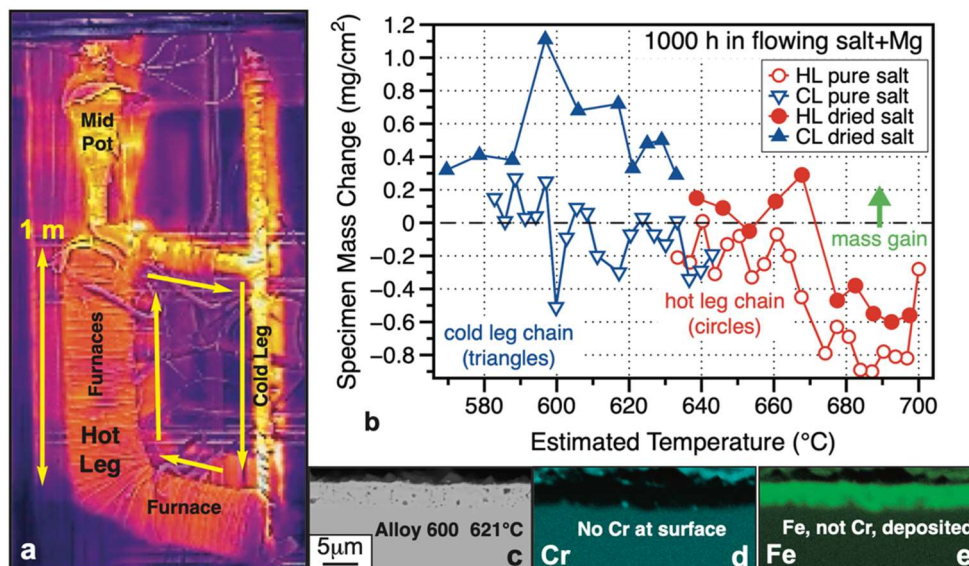 a
Mid
Pot
1 m
Furnaces
Hot
Leg
Cold Leg
Furnace
b
1000 h in flowing salt+Mg
HL pure salt
CL pure salt
HL dried salt
CL dried salt
mass gain
cold leg chain
(triangles)
hot leg chain
(circles)
Specimen Mass Change (mg/cm²)
1.2
1.0
0.8
0.6
0.4
0.2
0
−0.2
−0.4
−0.6
−0.8
580
600
620
640
660
680
700
Estimated Temperature (°C)
Alloy 600 621°C
5μm
c
No Cr at surface
Cr
d
Fe, not Cr, deposited
Fe
e